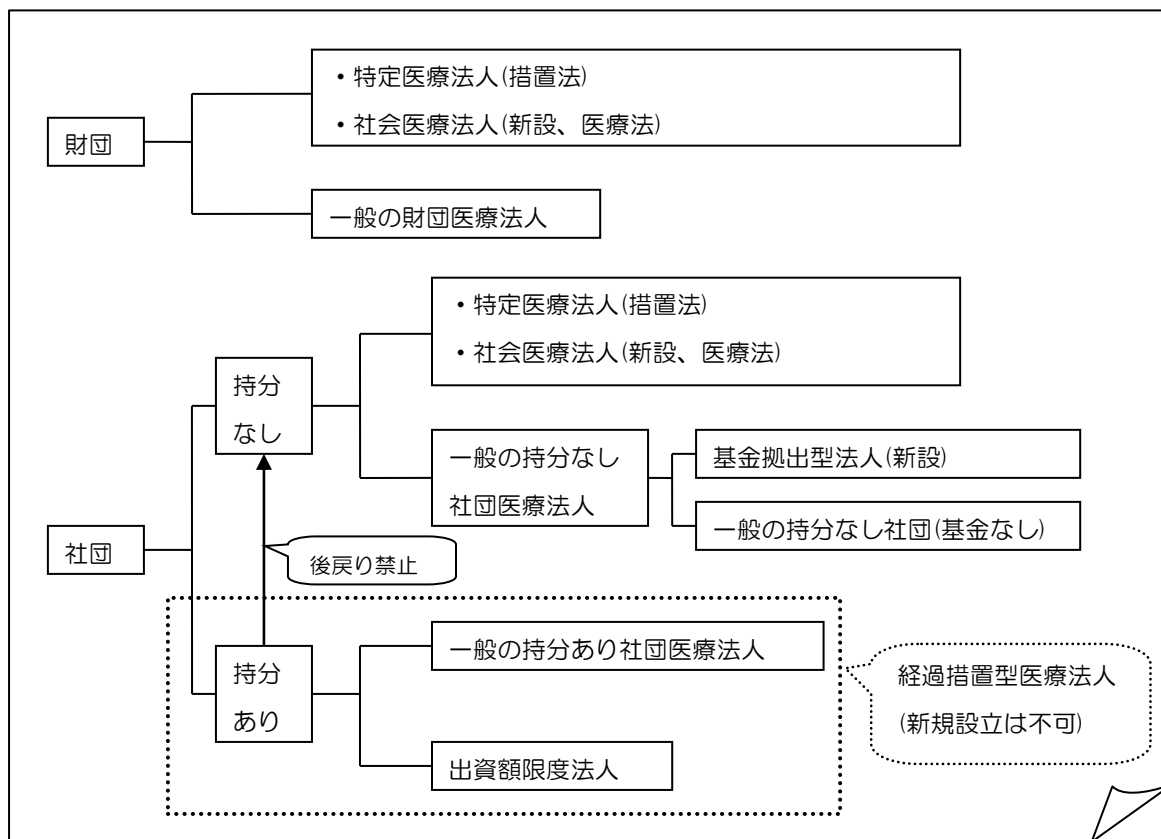 ・特定医療法人(措置法)
・社会医療法人(新設、医療法)
財団
一般の財団医療法人
・特定医療法人(措置法)
・社会医療法人(新設、医療法)
持分
なし
一般の持分なし
社団医療法人
基金拠出型法人(新設)
一般の持分なし社団(基金なし)
社団
後戻り禁止
一般の持分あり社団医療法人
持分
あり
経過措置型医療法人
(新規設立は不可)
出資額限度法人